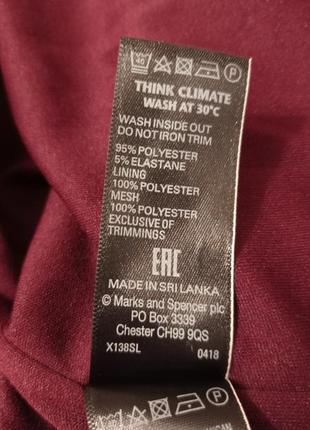 40 P
THINK CLIMATE
WASH AT 30°C
WASH INSIDE OUT
DO NOT IRON TRIM
95% POLYESTER
5% ELASTANE
LINING
100% POLYESTER
MESH
100% POLYESTER
EXCLUSIVE OF
TRIMMINGS
EAC
MADE IN SRI LANKA
© Marks and Spencer plc
PO Box 3339
Chester CH99 9QS
X138SL 0418
P